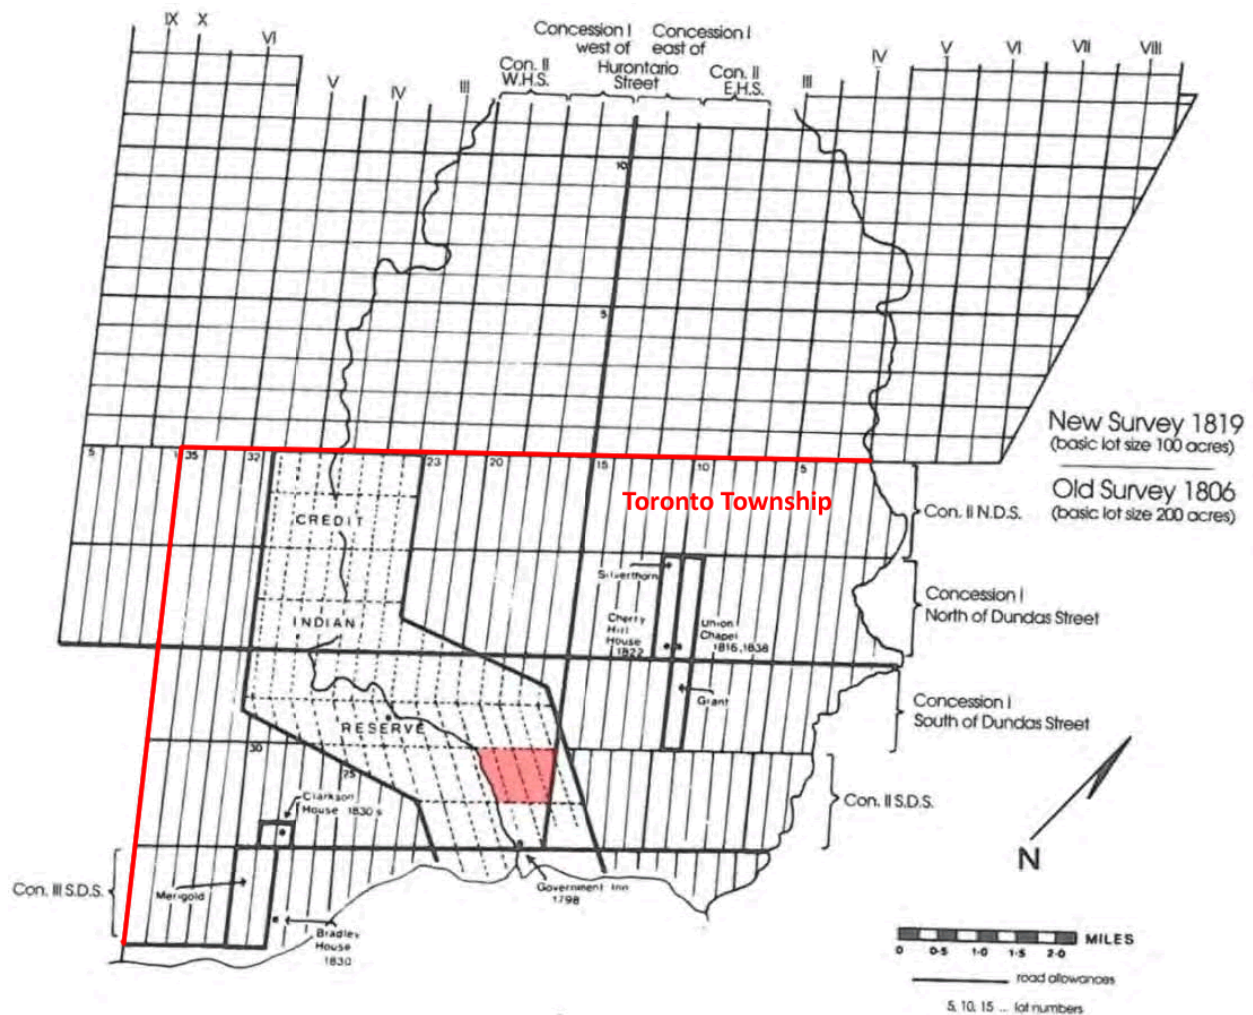 IX X
VI
V
IV
III
Concession I west of
Concession I east of
Hurontario Street
Con. II W.H.S.
Con. II E.H.S.
III
IV
V
VI
VII
VIII
10
5
New Survey 1819
(basic lot size 100 acres)
Old Survey 1806
(basic lot size 200 acres)
5
35
32
23
20
15
10
5
Toronto Township
Con. II N.D.S.
CREDIT
INDIAN
RESERVE
Silverthorn
Cherry
Hill
House
1822
Union
Chapel
1816,1838
Grant
Concession I
North of Dundas Street
Concession I
South of Dundas Street
30
25
Clarkson
House 1830s
Con. II S.D.S.
N
Con. III S.D.S.
Merigold
Government Inn
1798
Bradley
House
1830
MILES
0 0·5 1·0 1·5 2·0
road allowances
5, 10, 15 ... lot numbers